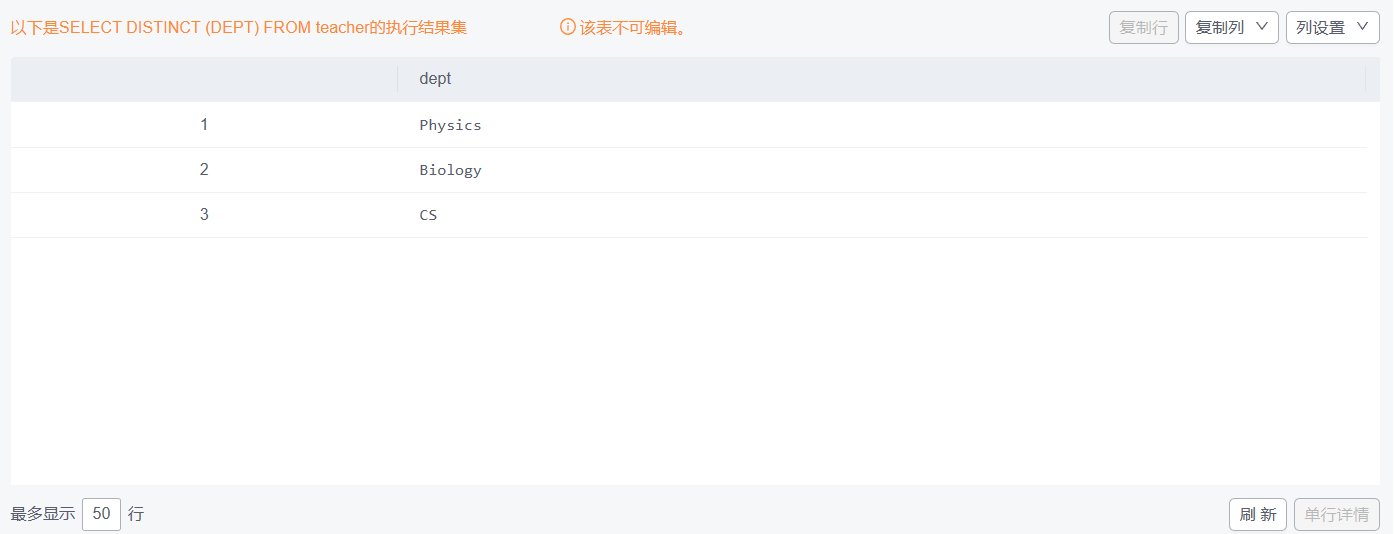 以下是SELECT DISTINCT (DEPT) FROM teacher的执行结果集 该表不可编辑。 复制行 复制列 列设置
dept
1 Physics
2 Biology
3 CS
最多显示 50 行 刷 新 单行详情